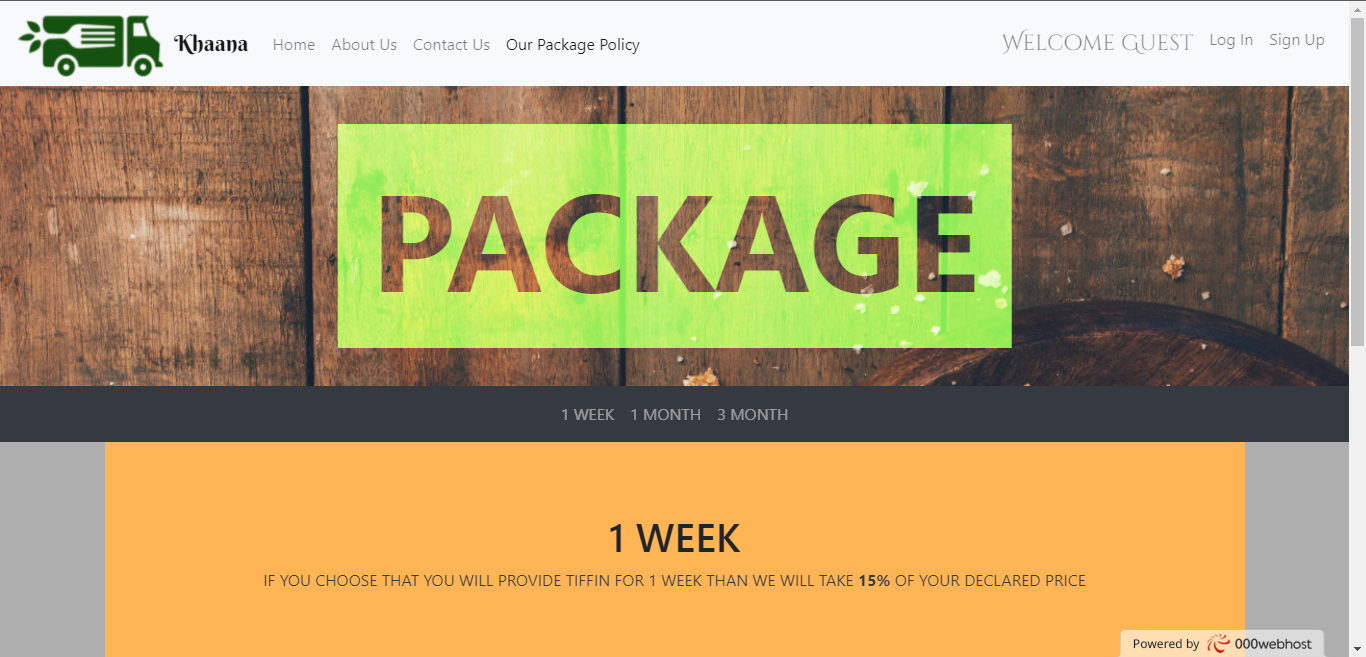 Khaana Home About Us Contact Us Our Package Policy Welcome Guest Log In Sign Up
PACKAGE
1 WEEK 1 MONTH 3 MONTH
1 WEEK
IF YOU CHOOSE THAT YOU WILL PROVIDE TIFFIN FOR 1 WEEK THAN WE WILL TAKE 15% OF YOUR DECLARED PRICE
Powered by 000webhost